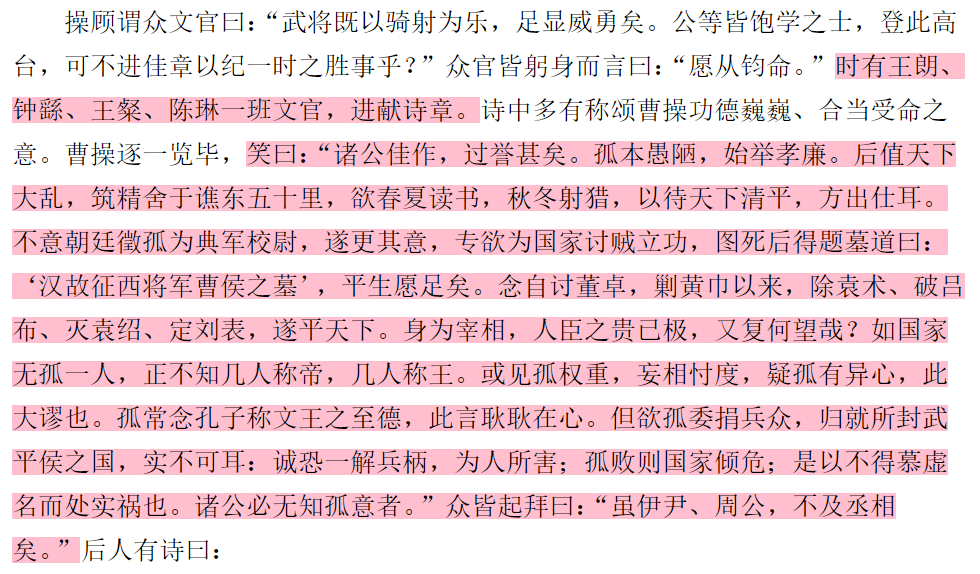 操顾谓众文官曰：“武将既以骑射为乐，足显威勇矣。公等皆饱学之士，登此高
台，可不进佳章以纪一时之胜事乎？”众官皆躬身而言曰：“愿从钧命。”时有王朗、
钟繇、王粲、陈琳一班文官，进献诗章。诗中多有称颂曹操功德巍巍、合当受命之
意。曹操逐一览毕，笑曰：“诸公佳作，过誉甚矣。孤本愚陋，始举孝廉。后值天下
大乱，筑精舍于谯东五十里，欲春夏读书，秋冬射猎，以待天下清平，方出仕耳。
不意朝廷徵孤为典军校尉，遂更其意，专欲为国家讨贼立功，图死后得题墓道曰：
‘汉故征西将军曹侯之墓’，平生愿足矣。念自讨董卓，剿黄巾以来，除袁术、破吕
布、灭袁绍、定刘表，遂平天下。身为宰相，人臣之贵已极，又复何望哉？如国家
无孤一人，正不知几人称帝，几人称王。或见孤权重，妄相忖度，疑孤有异心，此
大谬也。孤常念孔子称文王之至德，此言耿耿在心。但欲孤委捐兵众，归就所封武
平侯之国，实不可耳：诚恐一解兵柄，为人所害；孤败则国家倾危；是以不得慕虚
名而处实祸也。诸公必无知孤意者。”众皆起拜曰：“虽伊尹、周公，不及丞相
矣。”后人有诗曰：